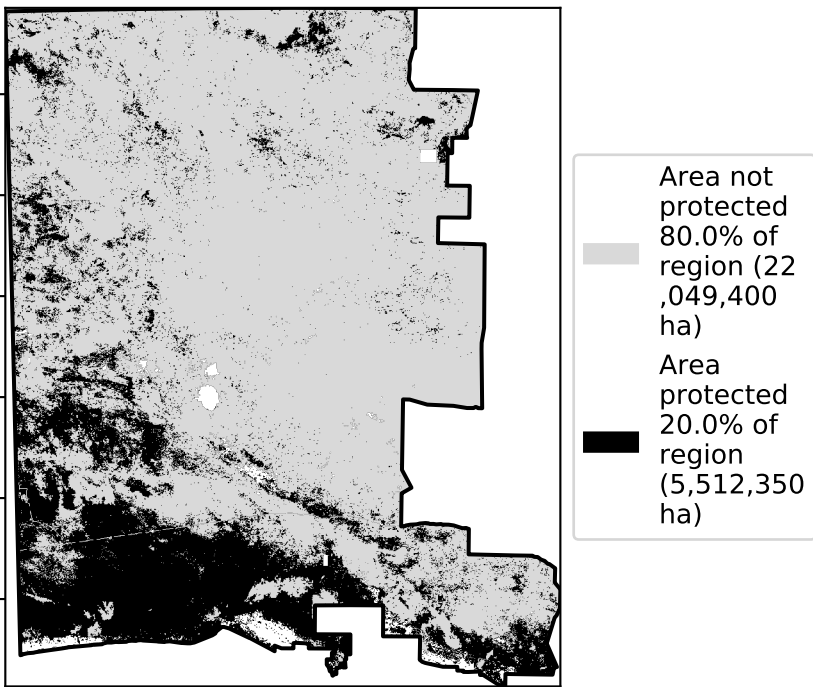 Area not
protected
80.0% of
region (22
,049,400
ha)
Area
protected
20.0% of
region
(5,512,350
ha)